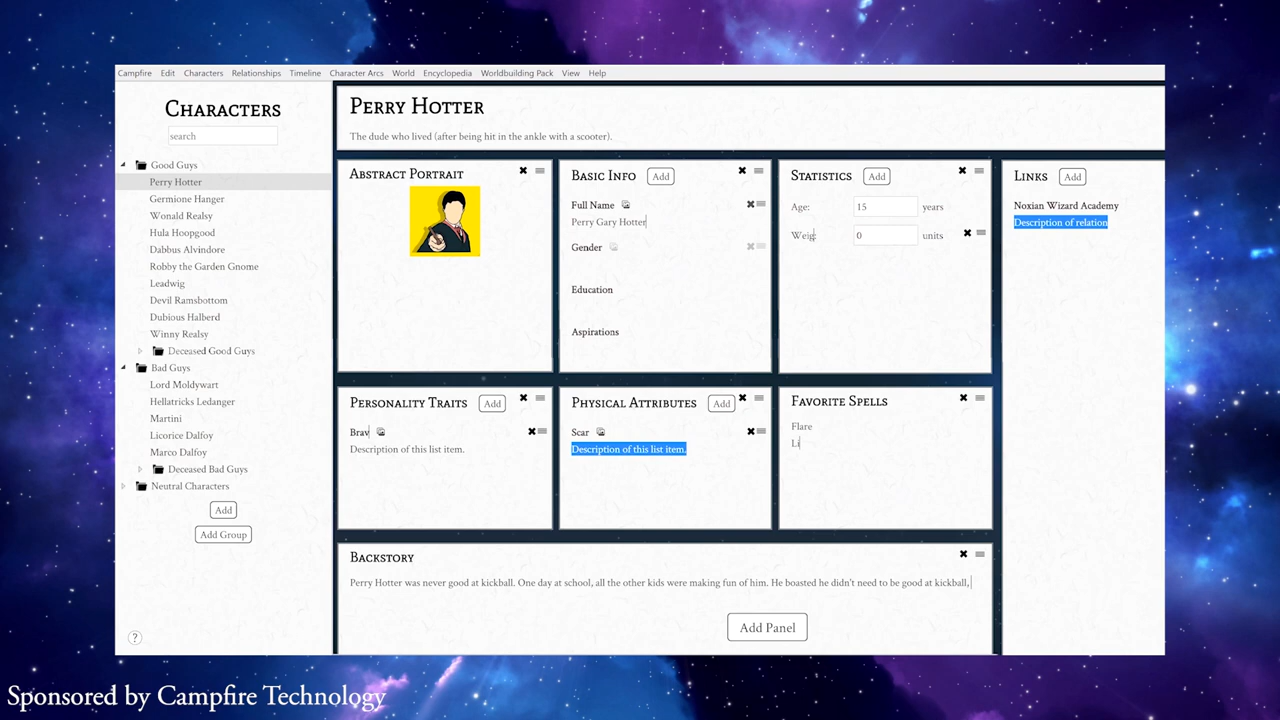 Campfire Edit Characters Relationships Timeline Character Arcs World Encyclopedia Worldbuilding Pack View Help
Characters
search
Good Guys
Perry Hotter
Germione Hanger
Wonald Realsy
Hula Hoopgood
Dabbus Alvindore
Robby the Garden Gnome
Leadwig
Devil Ramsbottom
Dubious Halberd
Winny Realsy
Deceased Good Guys
Bad Guys
Lord Moldywart
Hellatricks Ledanger
Martini
Licorice Dalfoy
Marco Dalfoy
Deceased Bad Guys
Neutral Characters
Add
Add Group
?
Perry Hotter
The dude who lived (after being hit in the ankle with a scooter).
Abstract Portrait
Basic Info Add
Full Name
Perry Gary Hotter
Gender
Education
Aspirations
Statistics Add
Age: 15 years
Weig 0 units
Links Add
Noxian Wizard Academy
Description of relation
Personality Traits Add
Brav
Description of this list item.
Physical Attributes Add
Scar
Description of this list item.
Favorite Spells
Flare
Li
Backstory
Perry Hotter was never good at kickball. One day at school, all the other kids were making fun of him. He boasted he didn't need to be good at kickball,
Add Panel
Sponsored by Campfire Technology